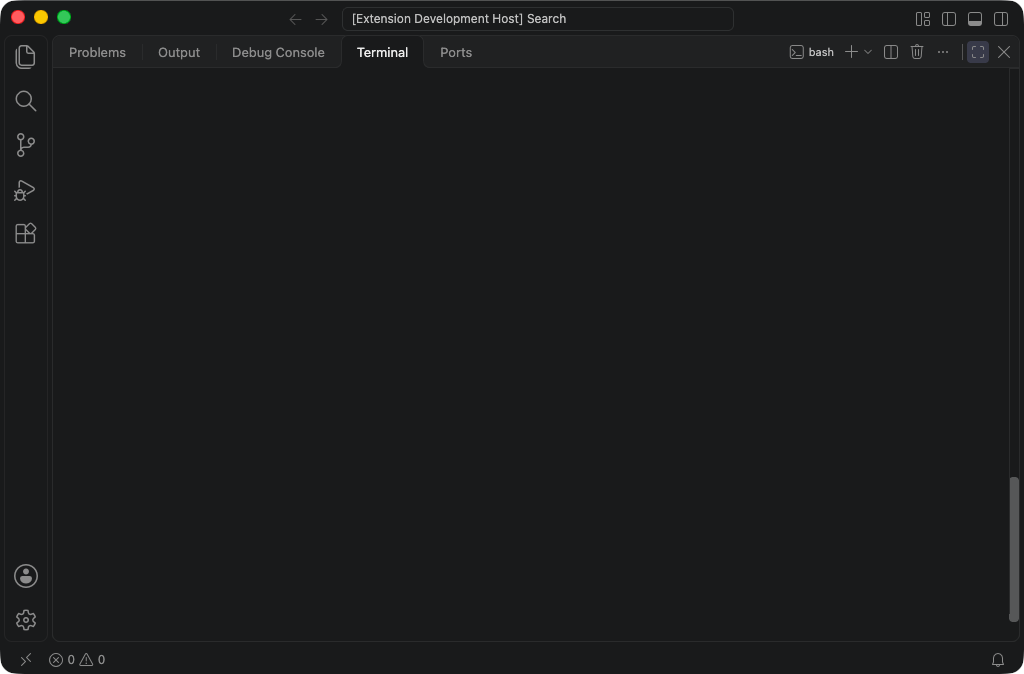 [Extension Development Host] Search
Problems
Output
Debug Console
Terminal
Ports
bash
0
0